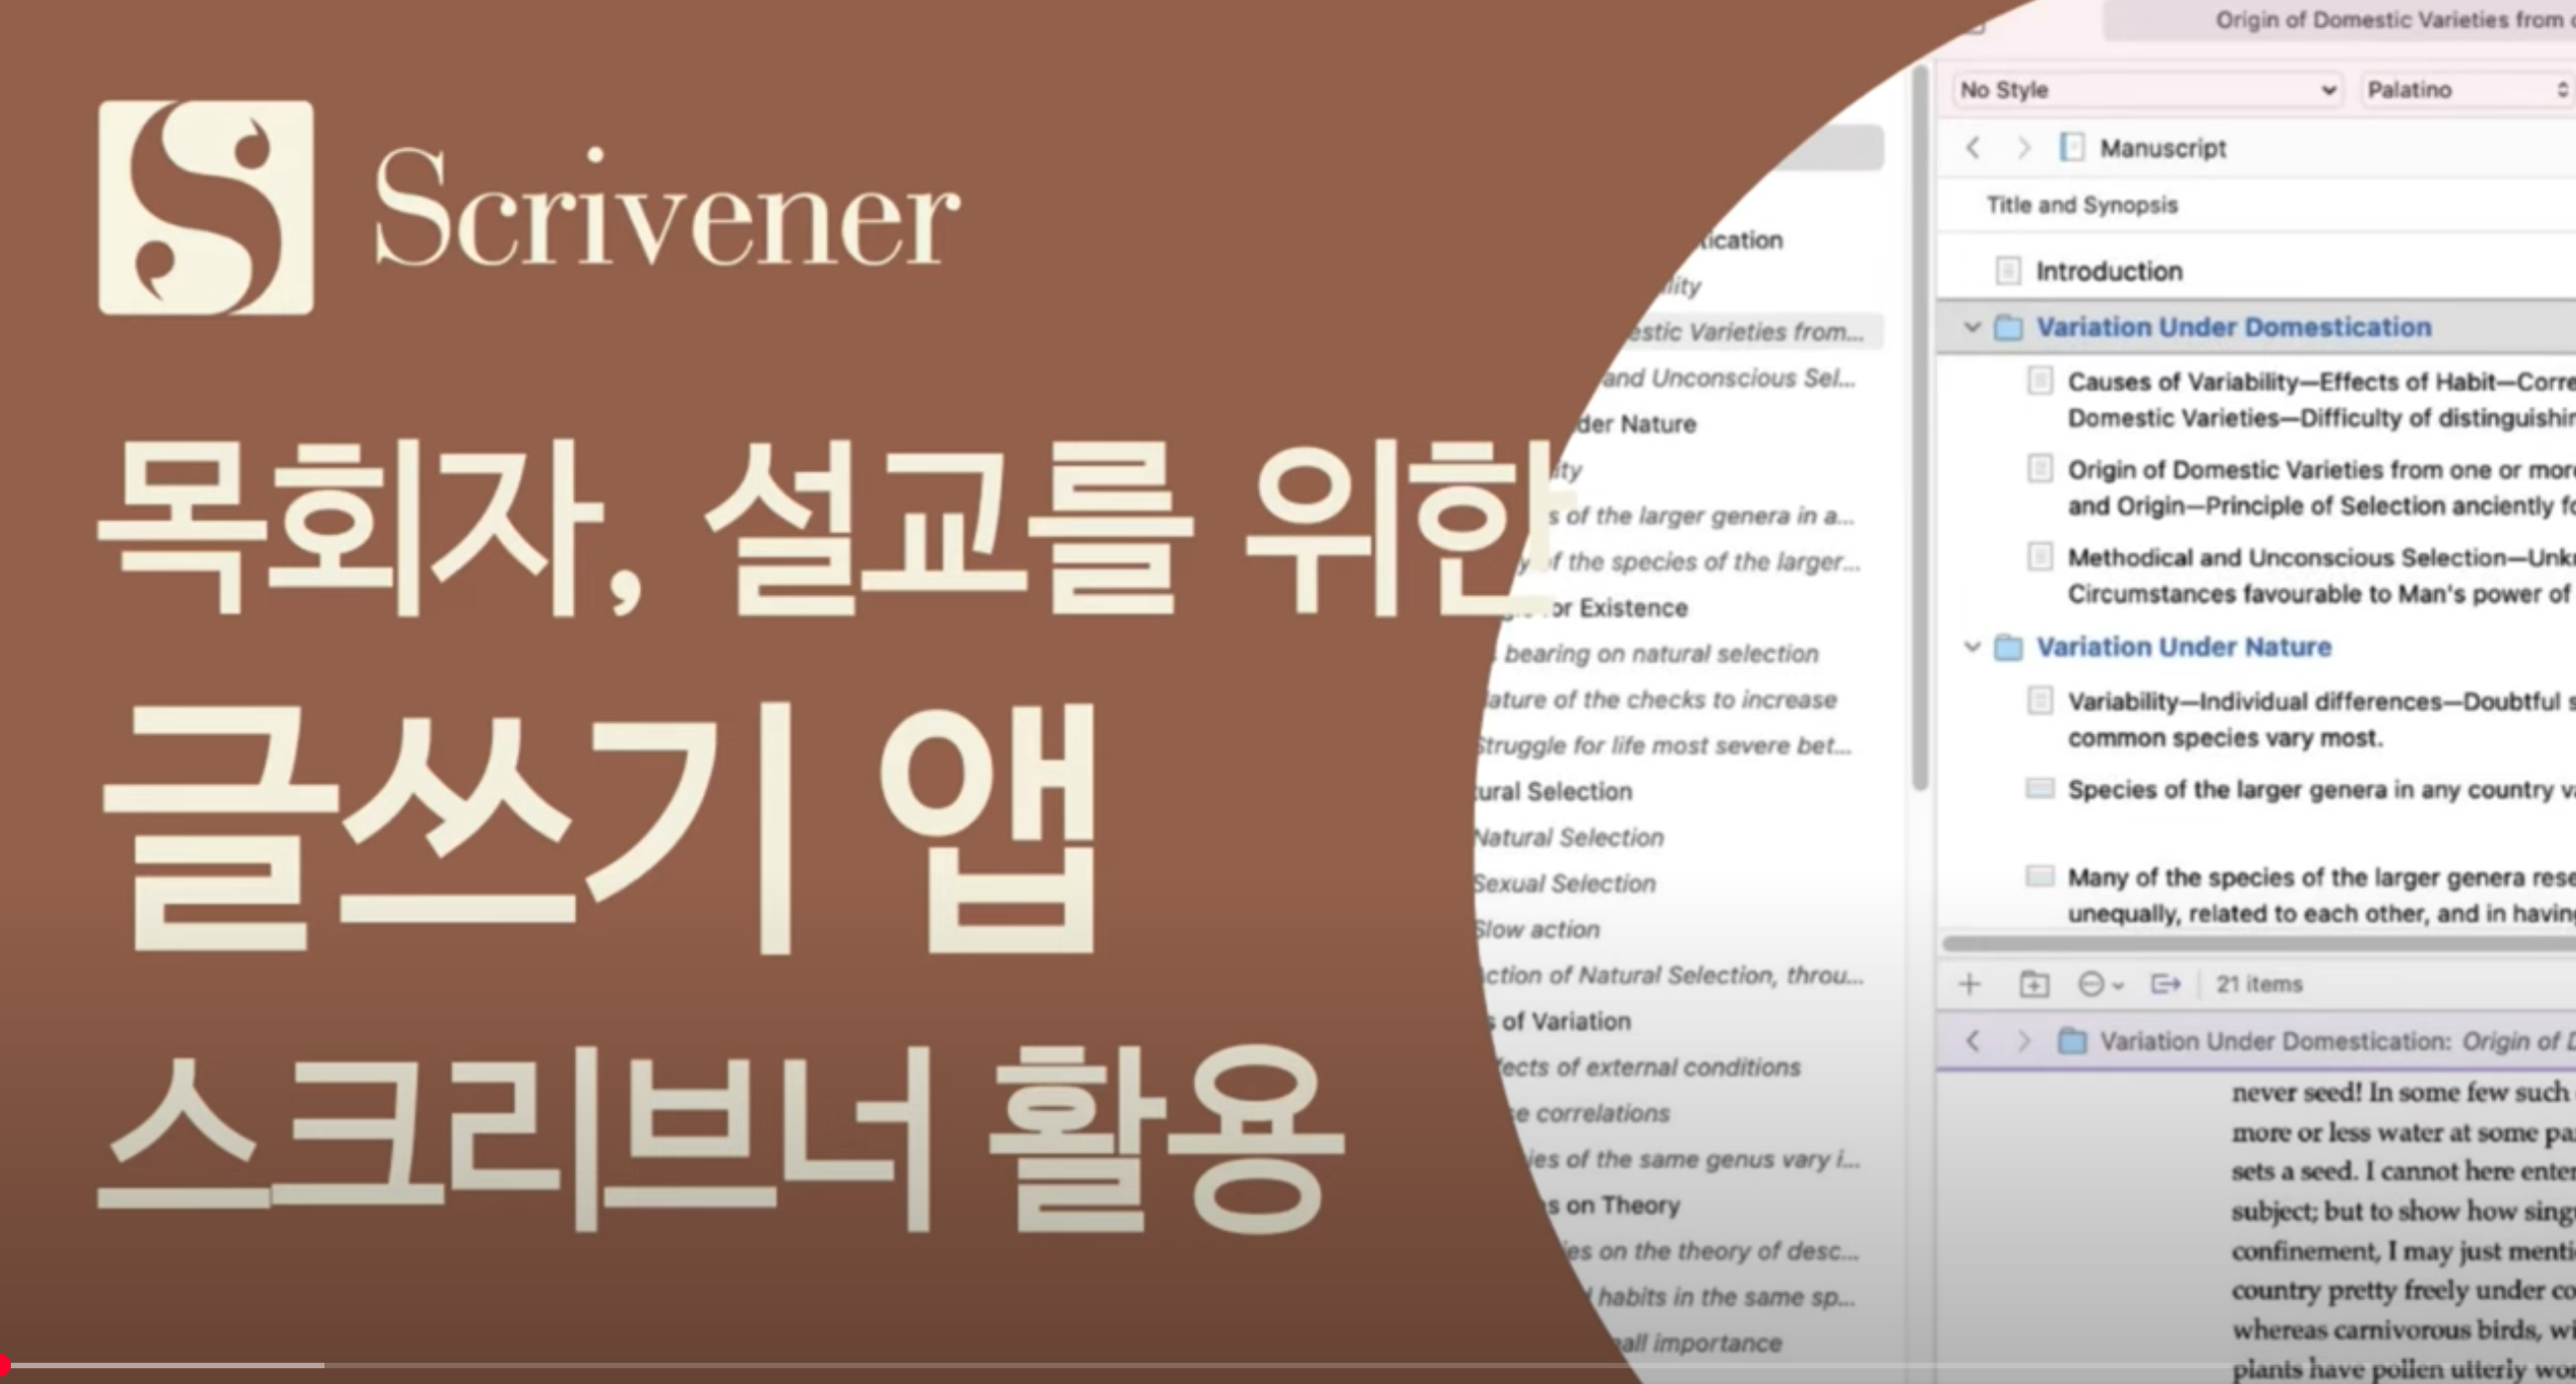 Scrivener
목회자, 설교를 위한
글쓰기 앱
스크리브너 활용
estic Varieties from...
and Unconscious Sel...
der Nature
of the larger genera in a...
of the species of the larger...
or Existence
bearing on natural selection
ature of the checks to increase
Struggle for life most severe bet...
ural Selection
Natural Selection
Sexual Selection
Slow action
ction of Natural Selection, throu...
of Variation
fects of external conditions
e correlations
ies of the same genus vary i...
s on Theory
ies on the theory of desc...
habits in the same sp...
all importance
Origin of Domestic Varieties from
No Style
Palatino
Manuscript
Title and Synopsis
Introduction
Variation Under Domestication
Causes of Variability—Effects of Habit—Corre
Domestic Varieties—Difficulty of distinguishin
Origin of Domestic Varieties from one or more
and Origin—Principle of Selection anciently fo
Methodical and Unconscious Selection—Unkn
Circumstances favourable to Man's power of
Variation Under Nature
Variability—Individual differences—Doubtful s
common species vary most.
Species of the larger genera in any country va
Many of the species of the larger genera rese
unequally, related to each other, and in having
21 items
Variation Under Domestication: Origin of D
never seed! In some few such
more or less water at some pa
sets a seed. I cannot here enter
subject; but to show how singu
confinement, I may just menti
country pretty freely under co
whereas carnivorous birds, wi
plants have pollen utterly wor